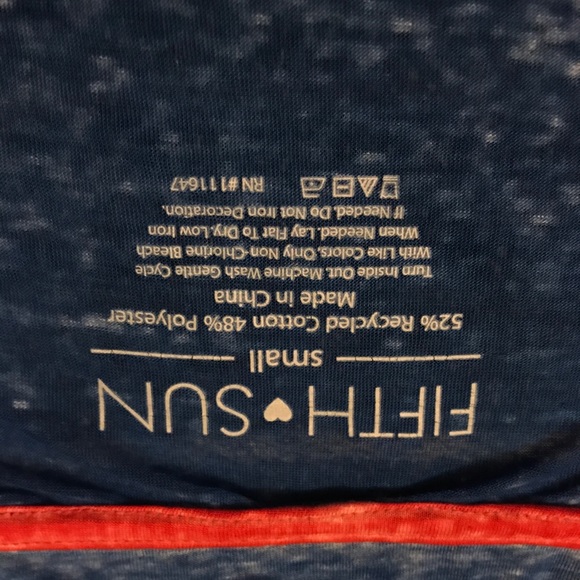 FIFTH SUN
small
52% Recycled Cotton 48% Polyester
Made in China
Turn Inside Out, Machine Wash Gentle Cycle
With Like Colors, Only Non-Chlorine Bleach
When Needed. Lay Flat To Dry, Low Iron
If Needed, Do Not Iron Decoration.
RN #111647